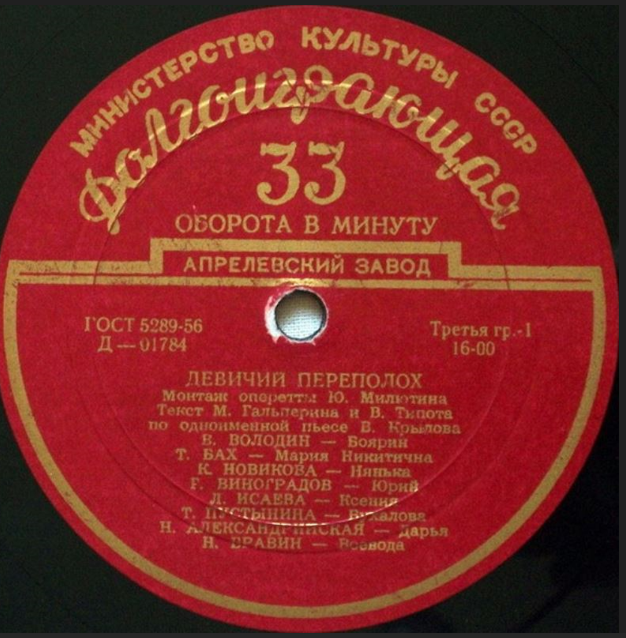 МИНИСТЕРСТВО КУЛЬТУРЫ СССР
Долгоиграющая
33
ОБОРОТА В МИНУТУ
АПРЕЛЕВСКИЙ ЗАВОД
ГОСТ 5289-56
Д — 01784
Третья гр.-1
16-00
ДЕВИЧИЙ ПЕРЕПОЛОХ
Монтаж оперетты Ю. Милютина
Текст М. Гальперина и В. Типота
по одноименной пьесе В. Крылова
В. ВОЛОДИН — Боярин
Т. БАХ — Мария Никитична
К. НОВИКОВА — Нянька
Г. ВИНОГРАДОВ — Юрий
Л. ИСАЕВА — Ксения
Т. ПУСТЫНИНА —
Н. АЛЕКСАНДРИЙСКАЯ — Дарья
Н. БРАВИН — Воевода